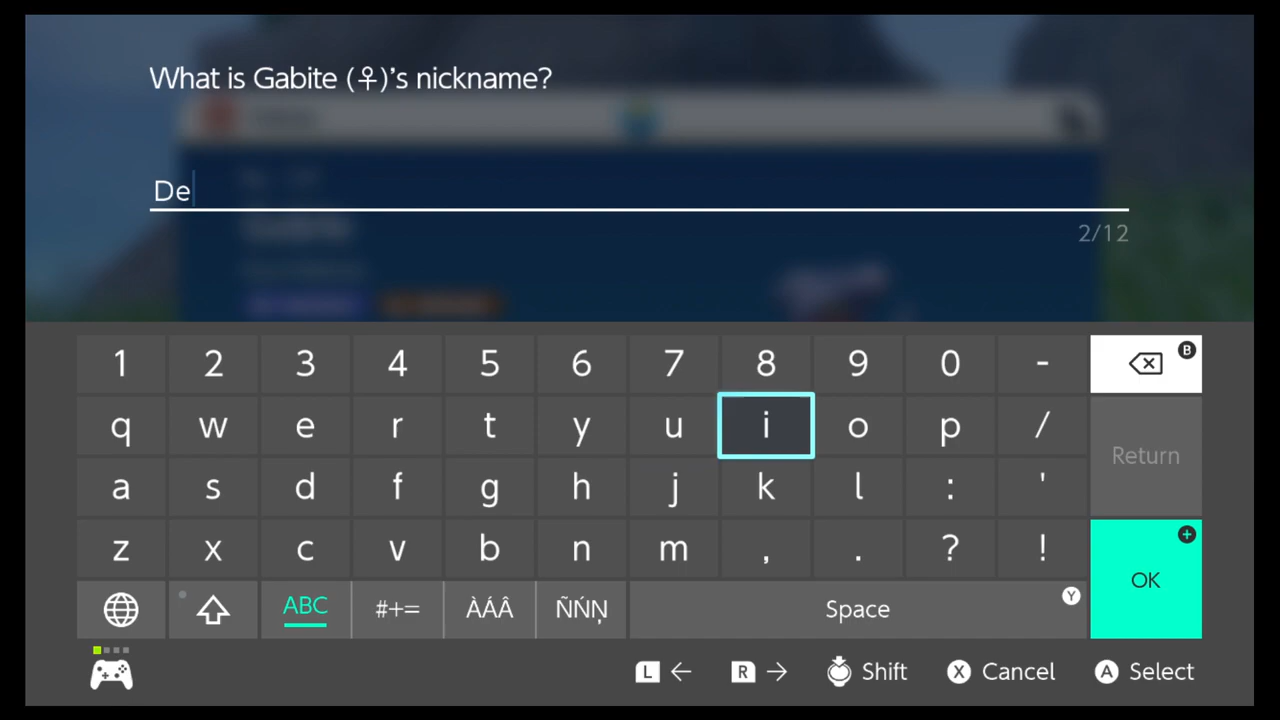 What is Gabite (♀)'s nickname?
De
2/12
1 2 3 4 5 6 7 8 9 0 - B
q w e r t y u i o p / Return
a s d f g h j k l : '
z x c v b n m , . ? ! OK +
ABC #+= ÀÁÂ ÑŃŅ Space Y
L ← R → Shift X Cancel A Select